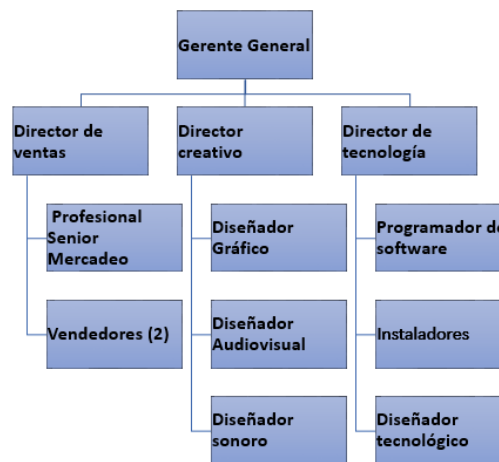 Gerente General
Director de
ventas
Director
creativo
Director de
tecnología
Profesional
Senior
Mercadeo
Diseñador
Gráfico
Programador de
software
Vendedores (2)
Diseñador
Audiovisual
Instaladores
Diseñador
sonoro
Diseñador
tecnológico